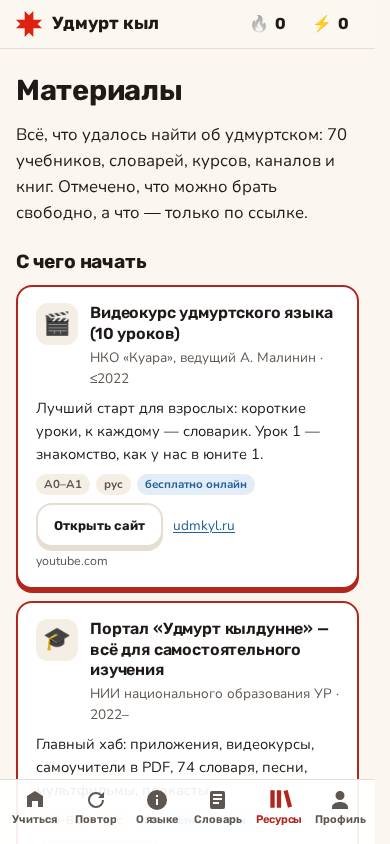 Удмурт кыл 0 0
Материалы
Всё, что удалось найти об удмуртском: 70
учебников, словарей, курсов, каналов и
книг. Отмечено, что можно брать
свободно, а что — только по ссылке.
С чего начать
Видеокурс удмуртского языка
(10 уроков)
НКО «Куара», ведущий А. Малинин ·
≤2022
Лучший старт для взрослых: короткие
уроки, к каждому — словарик. Урок 1 —
знакомство, как у нас в юните 1.
A0–A1 рус бесплатно онлайн
Открыть сайт udmkyl.ru
youtube.com
Портал «Удмурт кылдунне» —
всё для самостоятельного
изучения
НИИ национального образования УР ·
2022–
Главный хаб: приложения, видеокурсы,
самоучители в PDF, 74 словаря, песни,
Учиться Повтор О языке Словарь Ресурсы Профиль